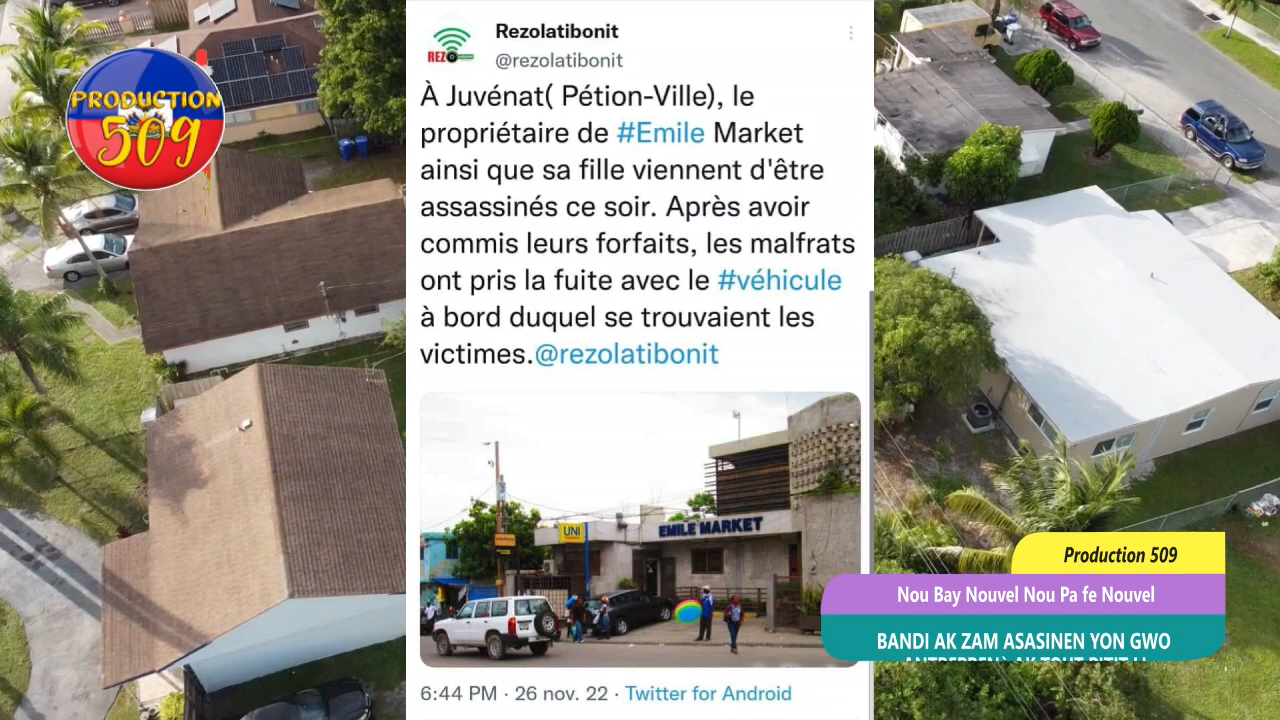 PRODUCTION
509
Rezolatibonit
REZ
@rezolatibonit
À Juvénat( Pétion-Ville), le
propriétaire de #Emile Market
ainsi que sa fille viennent d'être
assassinés ce soir. Après avoir
commis leurs forfaits, les malfrats
ont pris la fuite avec le #véhicule
à bord duquel se trouvaient les
victimes.@rezolatibonit
UNI
EMILE MARKET
6:44 PM · 26 nov. 22 · Twitter for Android
Production 509
Nou Bay Nouvel Nou Pa fe Nouvel
BANDI AK ZAM ASASINEN YON GWO